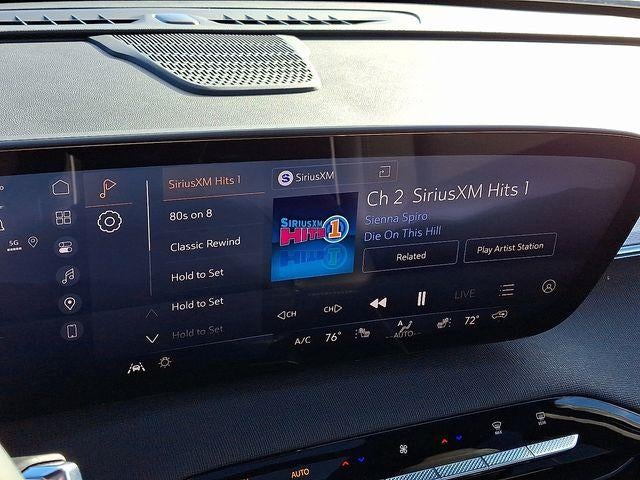 5G
SiriusXM Hits 1
80s on 8
Classic Rewind
Hold to Set
Hold to Set
Hold to Set
SiriusXM
SIRIUSXM
HITS 1
Ch 2 SiriusXM Hits 1
Sienna Spiro
Die On This Hill
Related
Play Artist Station
CH
CH
LIVE
A/C
76°
A
AUTO
72°
AUTO